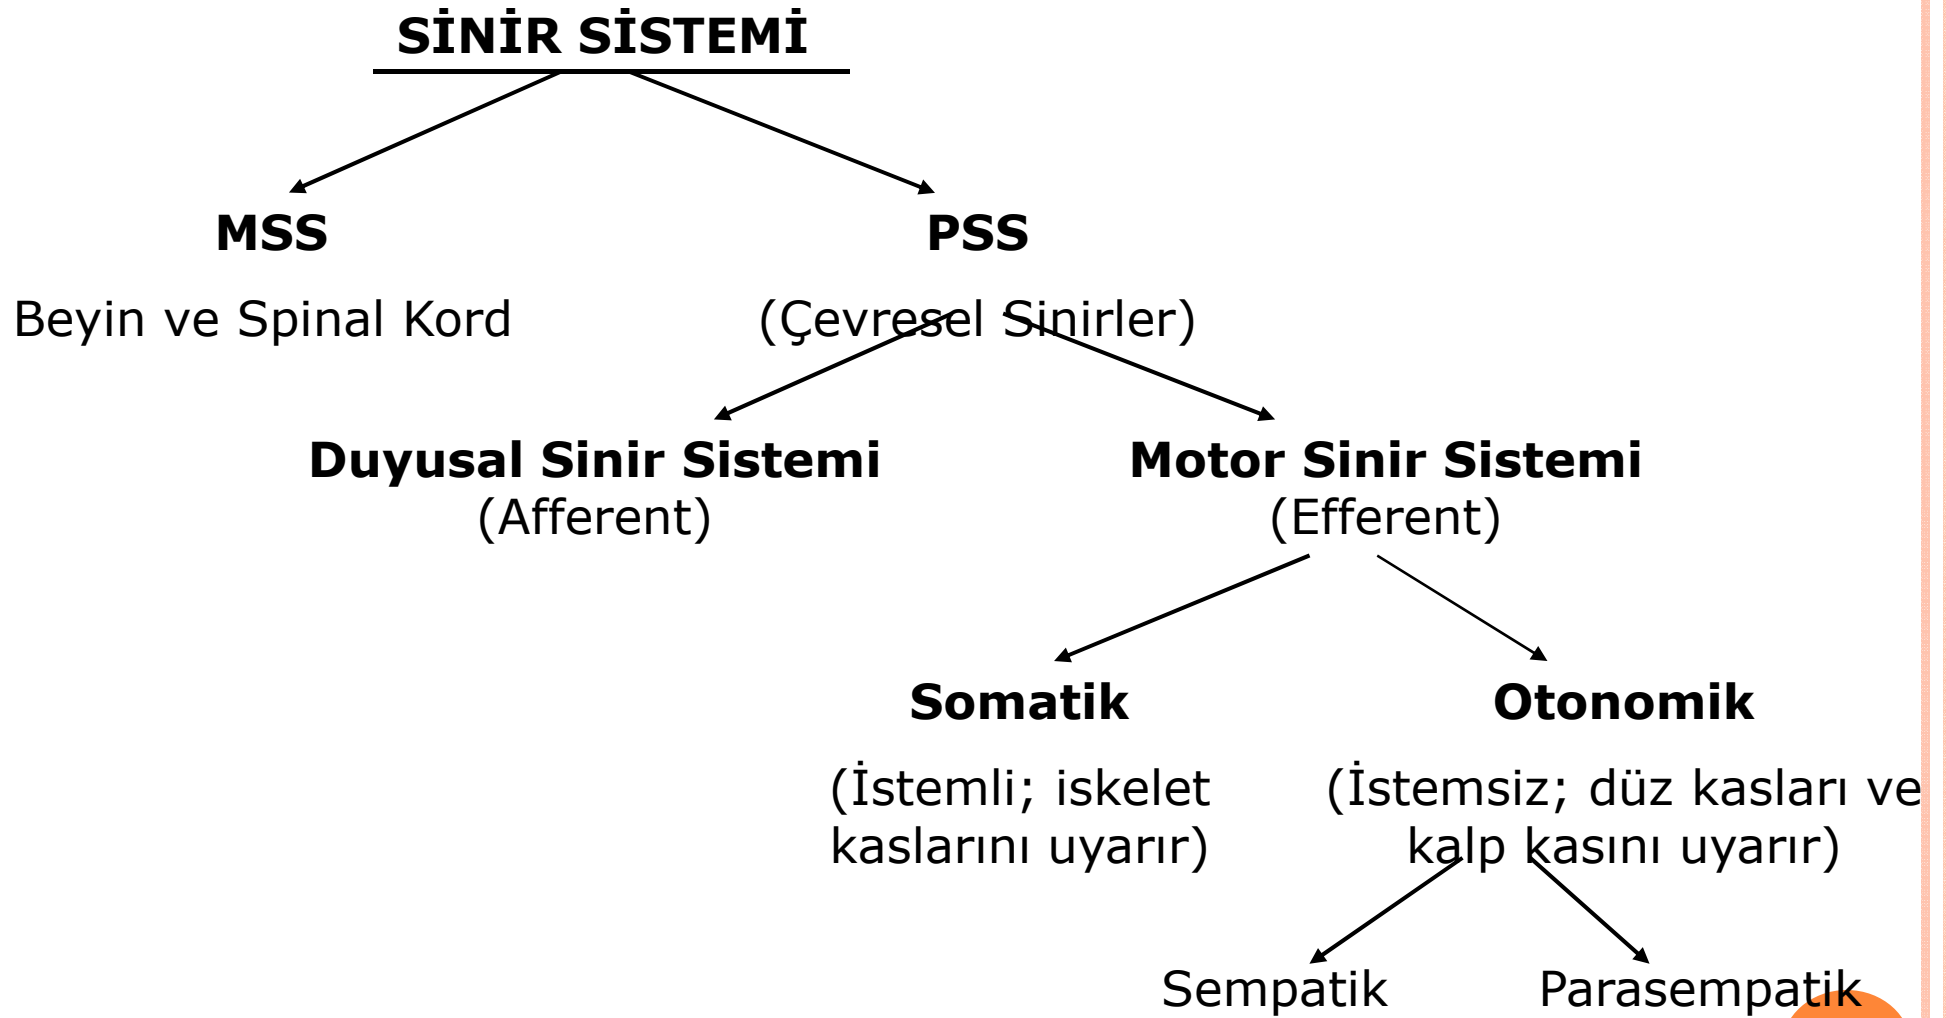 SİNİR SİSTEMİ
MSS
PSS
Beyin ve Spinal Kord
(Çevresel Sinirler)
Duyusal Sinir Sistemi
(Afferent)
Motor Sinir Sistemi
(Efferent)
Somatik
Otonomik
(İstemli; iskelet
kaslarını uyarır)
(İstemsiz; düz kasları ve
kalp kasını uyarır)
Sempatik
Parasempatik